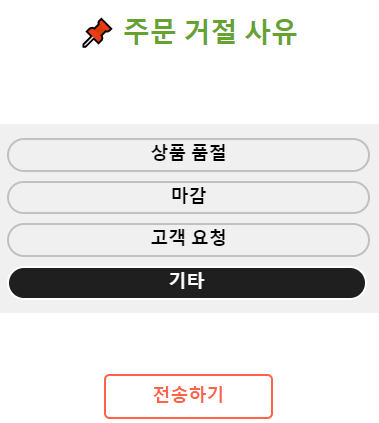 주문 거절 사유
상품 품절
마감
고객 요청
기타
전송하기